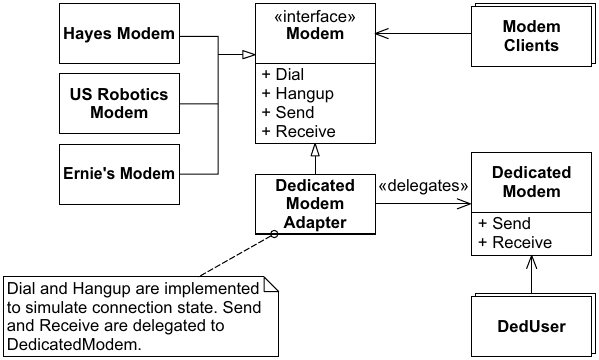 Hayes Modem
US Robotics
Modem
Ernie's Modem
«interface»
Modem
+ Dial
+ Hangup
+ Send
+ Receive
Modem
Clients
Dedicated
Modem
Adapter
«delegates»
Dedicated
Modem
+ Send
+ Receive
DedUser
Dial and Hangup are implemented
to simulate connection state. Send
and Receive are delegated to
DedicatedModem.